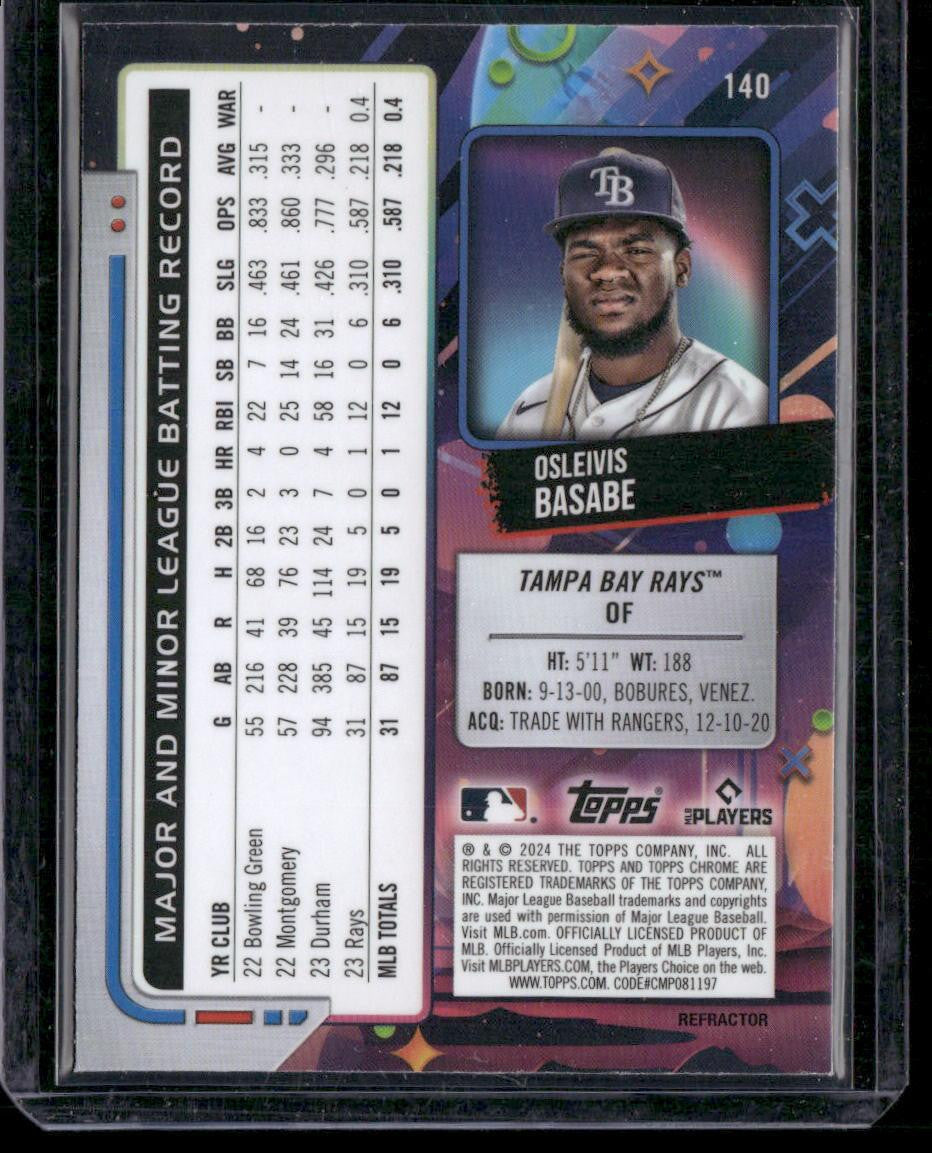 MAJOR AND MINOR LEAGUE BATTING RECORD
YR CLUB G AB R H 2B 3B HR RBI SB BB SLG OPS AVG WAR
22 Bowling Green 55 216 41 68 16 2 4 22 7 16 .463 .833 .315 -
22 Montgomery 57 228 39 76 23 3 0 25 14 24 .461 .860 .333 -
23 Durham 94 385 45 114 24 7 4 58 16 31 .426 .777 .296 -
23 Rays 31 87 15 19 5 0 1 12 0 6 .310 .587 .218 0.4
MLB TOTALS 31 87 15 19 5 0 1 12 0 6 .310 .587 .218 0.4
140
TB
OSLEIVIS
BASABE
TAMPA BAY RAYS™
OF
HT: 5'11" WT: 188
BORN: 9-13-00, BOBURES, VENEZ.
ACQ: TRADE WITH RANGERS, 12-10-20
topps® MLB PLAYERS
® & © 2024 THE TOPPS COMPANY, INC. ALL
RIGHTS RESERVED. TOPPS AND TOPPS CHROME ARE
REGISTERED TRADEMARKS OF THE TOPPS COMPANY,
INC. Major League Baseball trademarks and copyrights
are used with permission of Major League Baseball.
Visit MLB.com. OFFICIALLY LICENSED PRODUCT OF
MLB. Officially Licensed Product of MLB Players, Inc.
Visit MLBPLAYERS.COM, the Players Choice on the web.
WWW.TOPPS.COM. CODE#CMP081197
REFRACTOR